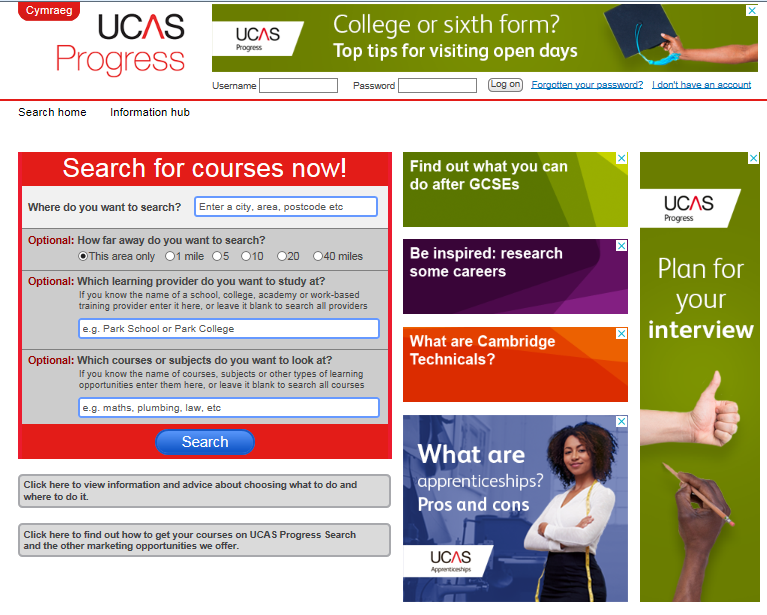 Cymraeg
UCAS
Progress
UCAS
Progress
College or sixth form?
Top tips for visiting open days
Username
Password
Log on
Forgotten your password?
I don't have an account
Search home
Information hub
Search for courses now!
Where do you want to search?
Enter a city, area, postcode etc
Optional: How far away do you want to search?
This area only 1 mile 5 10 20 40 miles
Optional: Which learning provider do you want to study at?
If you know the name of a school, college, academy or work-based
training provider enter it here, or leave it blank to search all providers
e.g. Park School or Park College
Optional: Which courses or subjects do you want to look at?
If you know the name of courses, subjects or other types of learning
opportunities enter them here, or leave it blank to search all courses
e.g. maths, plumbing, law, etc
Search
Click here to view information and advice about choosing what to do and
where to do it.
Click here to find out how to get your courses on UCAS Progress Search
and the other marketing opportunities we offer.
Find out what you can
do after GCSEs
Be inspired: research
some careers
What are Cambridge
Technicals?
What are
apprenticeships?
Pros and cons
UCAS
Apprenticeships
UCAS
Progress
Plan for
your
interview